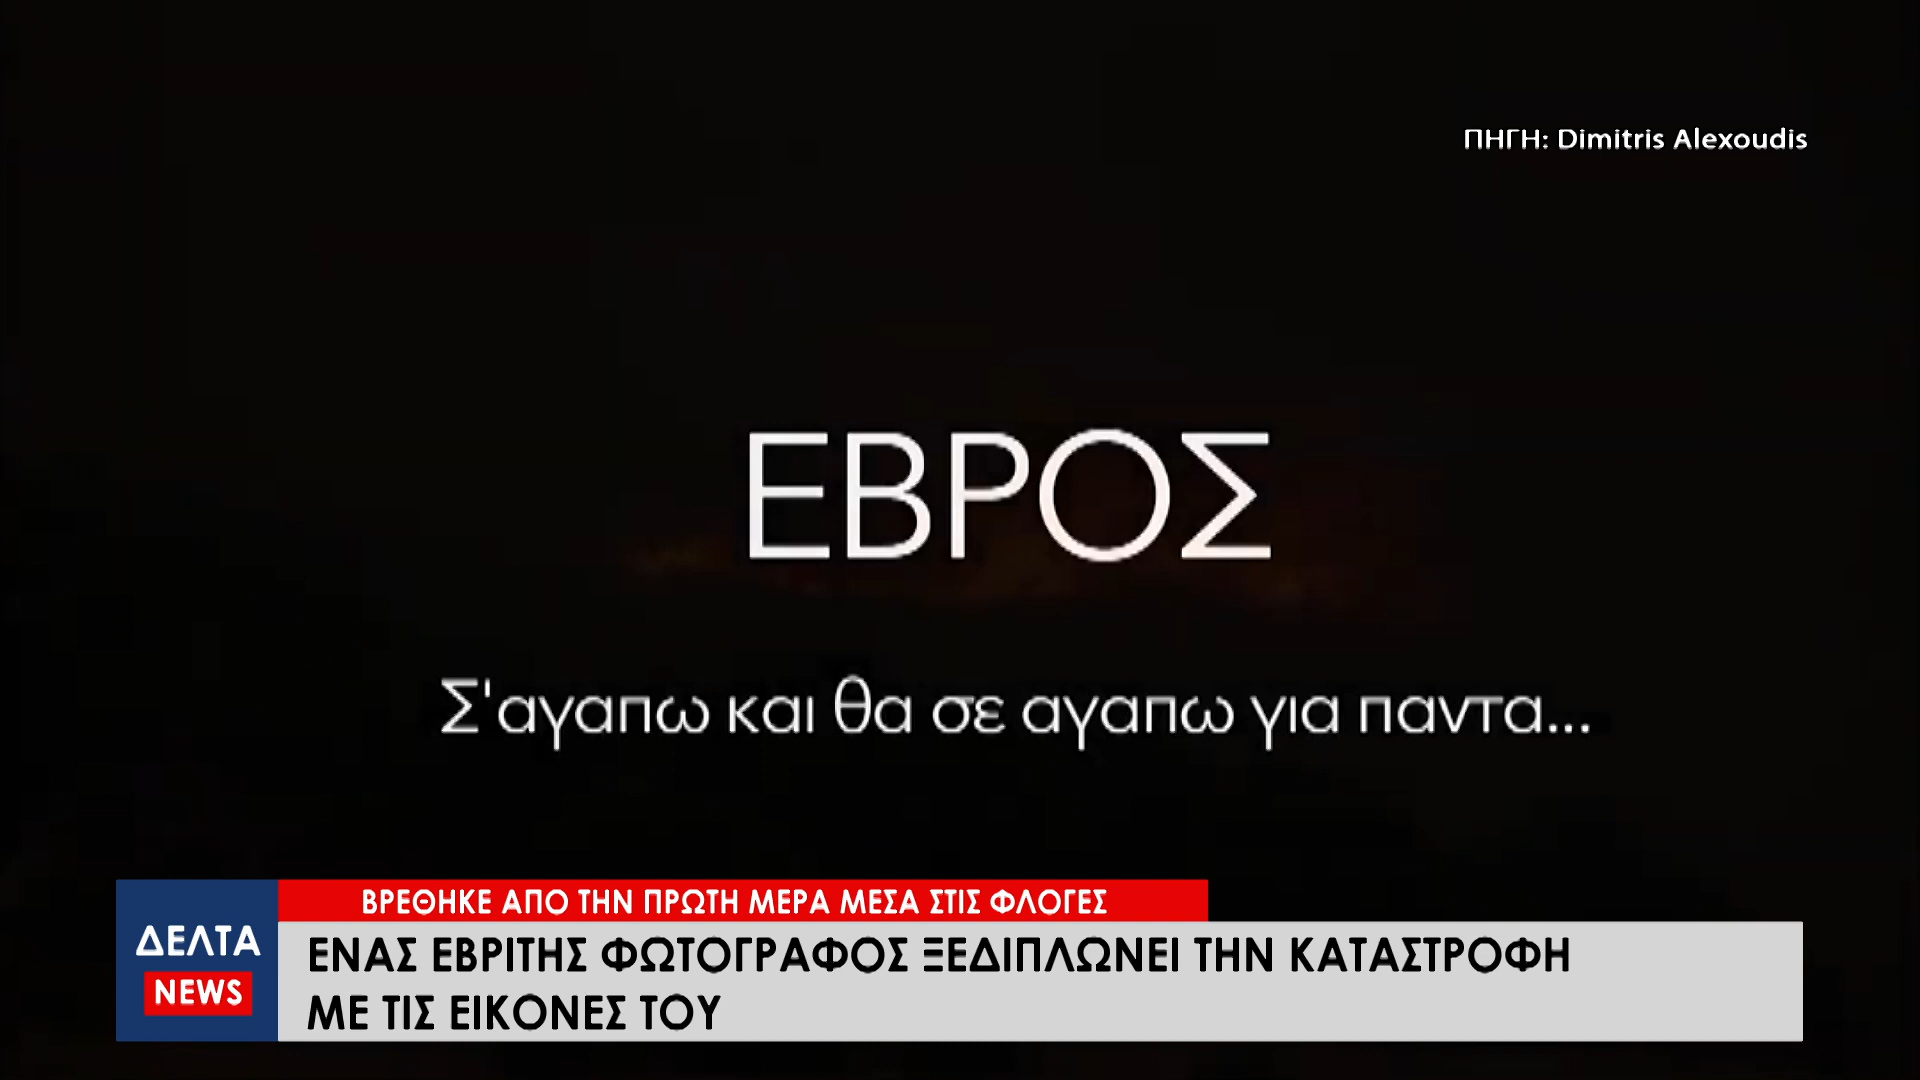 ΠΗΓΗ: Dimitris Alexoudis
ΕΒΡΟΣ
Σ'αγαπω και θα σε αγαπω για παντα...
ΒΡΕΘΗΚΕ ΑΠΟ ΤΗΝ ΠΡΩΤΗ ΜΕΡΑ ΜΕΣΑ ΣΤΙΣ ΦΛΟΓΕΣ
ΔΕΛΤΑ
NEWS
ΕΝΑΣ ΕΒΡΙΤΗΣ ΦΩΤΟΓΡΑΦΟΣ ΞΕΔΙΠΛΩΝΕΙ ΤΗΝ ΚΑΤΑΣΤΡΟΦΗ
ΜΕ ΤΙΣ ΕΙΚΟΝΕΣ ΤΟΥ